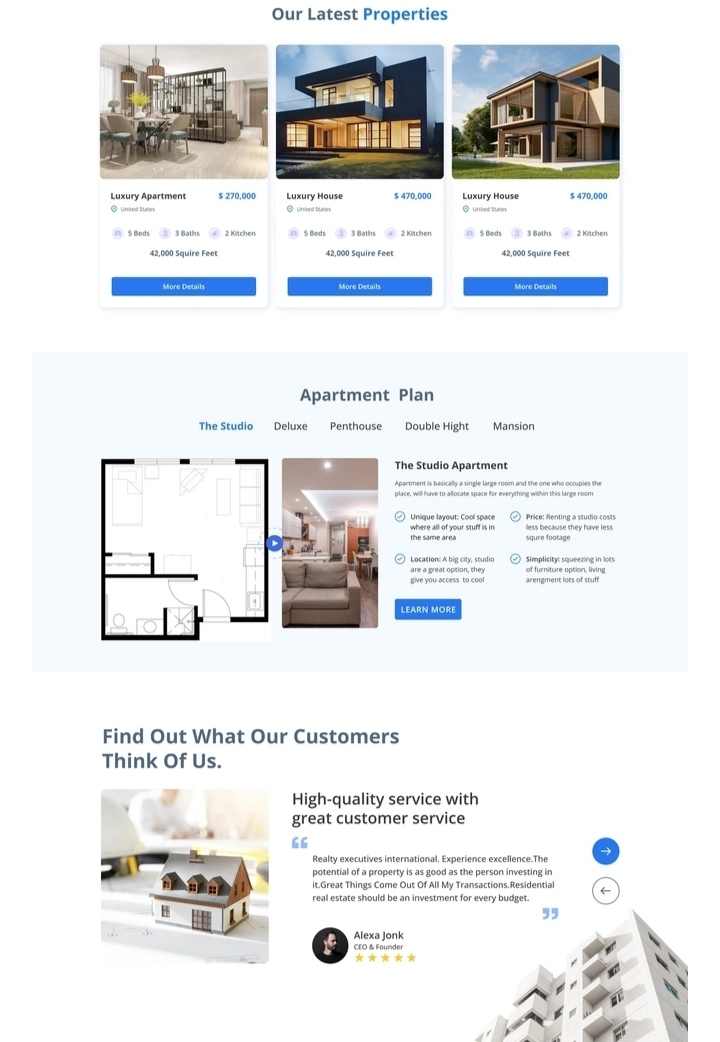 Our Latest Properties
Luxury Apartment $ 270,000
United States
5 Beds 3 Baths 2 Kitchen
42,000 Squire Feet
More Details
Luxury House $ 470,000
United States
5 Beds 3 Baths 2 Kitchen
42,000 Squire Feet
More Details
Luxury House $ 470,000
United States
5 Beds 3 Baths 2 Kitchen
42,000 Squire Feet
More Details
Apartment Plan
The Studio Deluxe Penthouse Double Hight Mansion
The Studio Apartment
Apartment is basically a single large room and the one who occupies the
place, will have to allocate space for everything within this large room
Unique layout: Cool space
where all of your stuff is in
the same area
Price: Renting a studio costs
less because they have less
squre footage
Location: A big city, studio
are a great option, they
give you access to cool
Simplicity: squeezing in lots
of furniture option, living
arengment lots of stuff
LEARN MORE
Find Out What Our Customers
Think Of Us.
High-quality service with
great customer service
“
Realty executives international. Experience excellence.The
potential of a property is as good as the person investing in
it.Great Things Come Out Of All My Transactions.Residential
real estate should be an investment for every budget.
”
Alexa Jonk
CEO & Founder